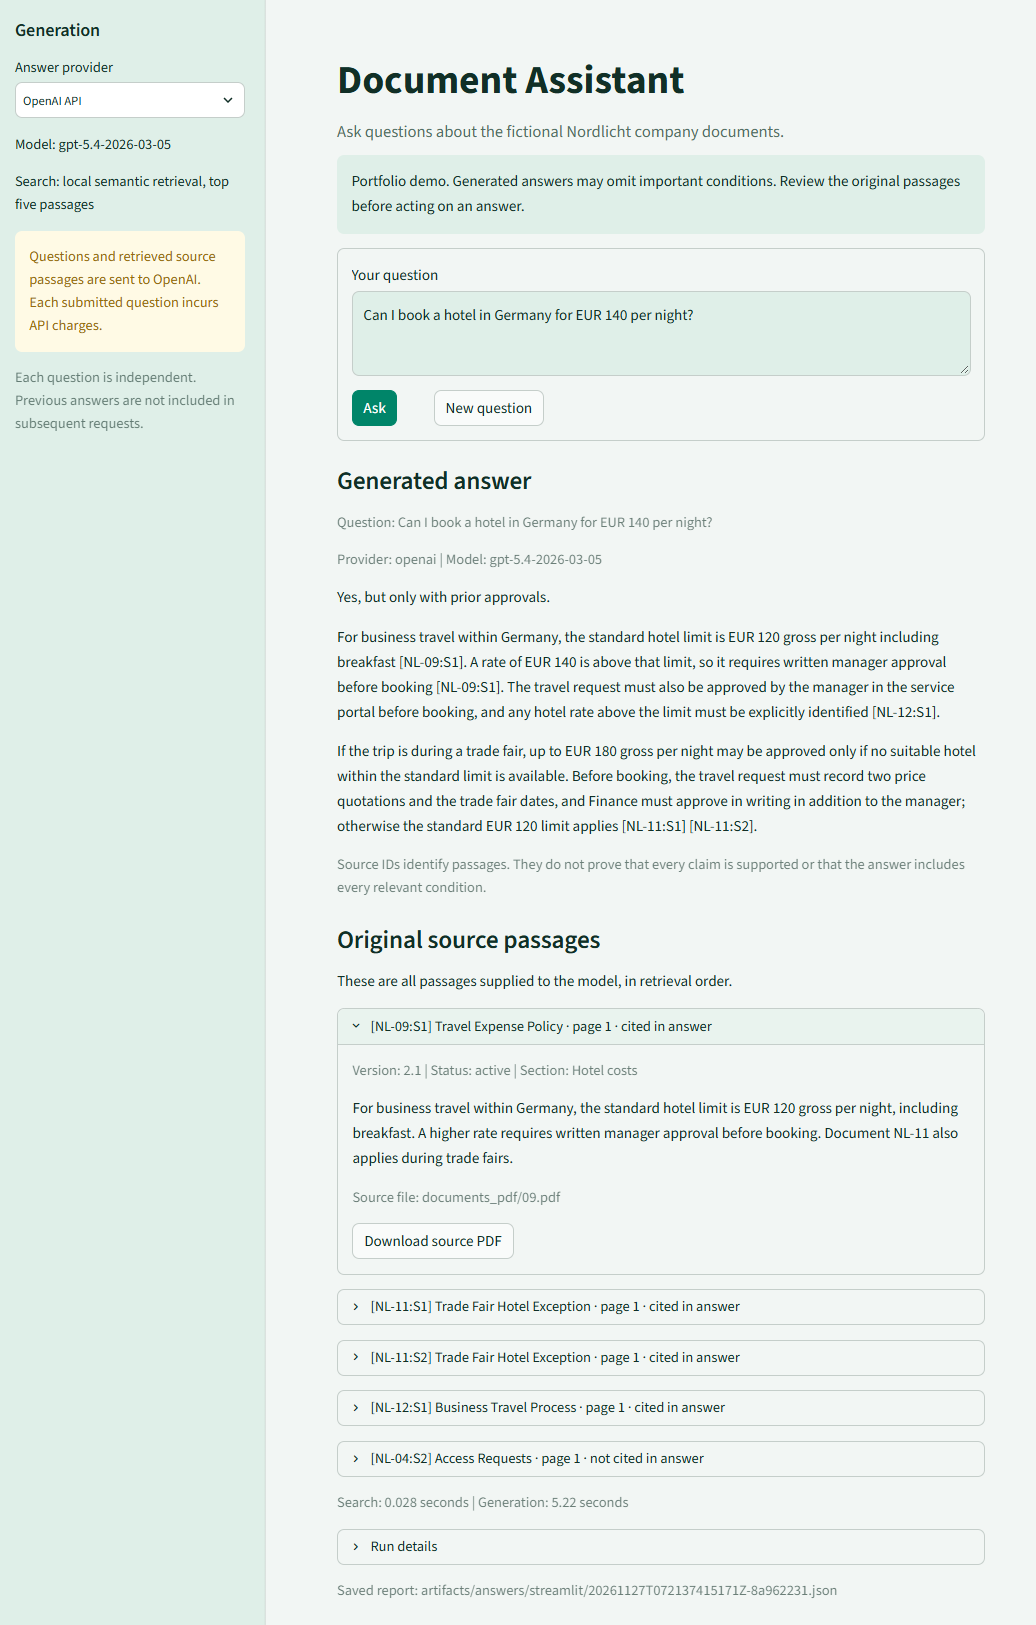 Generation
Answer provider
OpenAI API
Model: gpt-5.4-2026-03-05
Search: local semantic retrieval, top
five passages
Questions and retrieved source
passages are sent to OpenAI.
Each submitted question incurs
API charges.
Each question is independent.
Previous answers are not included in
subsequent requests.
Document Assistant
Ask questions about the fictional Nordlicht company documents.
Portfolio demo. Generated answers may omit important conditions. Review the original passages
before acting on an answer.
Your question
Can I book a hotel in Germany for EUR 140 per night?
Ask
New question
Generated answer
Question: Can I book a hotel in Germany for EUR 140 per night?
Provider: openai | Model: gpt-5.4-2026-03-05
Yes, but only with prior approvals.
For business travel within Germany, the standard hotel limit is EUR 120 gross per night including
breakfast [NL-09:S1]. A rate of EUR 140 is above that limit, so it requires written manager approval
before booking [NL-09:S1]. The travel request must also be approved by the manager in the service
portal before booking, and any hotel rate above the limit must be explicitly identified [NL-12:S1].
If the trip is during a trade fair, up to EUR 180 gross per night may be approved only if no suitable hotel
within the standard limit is available. Before booking, the travel request must record two price
quotations and the trade fair dates, and Finance must approve in writing in addition to the manager;
otherwise the standard EUR 120 limit applies [NL-11:S1] [NL-11:S2].
Source IDs identify passages. They do not prove that every claim is supported or that the answer includes
every relevant condition.
Original source passages
These are all passages supplied to the model, in retrieval order.
[NL-09:S1] Travel Expense Policy · page 1 · cited in answer
Version: 2.1 | Status: active | Section: Hotel costs
For business travel within Germany, the standard hotel limit is EUR 120 gross per night, including
breakfast. A higher rate requires written manager approval before booking. Document NL-11 also
applies during trade fairs.
Source file: documents_pdf/09.pdf
Download source PDF
[NL-11:S1] Trade Fair Hotel Exception · page 1 · cited in answer
[NL-11:S2] Trade Fair Hotel Exception · page 1 · cited in answer
[NL-12:S1] Business Travel Process · page 1 · cited in answer
[NL-04:S2] Access Requests · page 1 · not cited in answer
Search: 0.028 seconds | Generation: 5.22 seconds
Run details
Saved report: artifacts/answers/streamlit/20261127T072137415171Z-8a962231.json